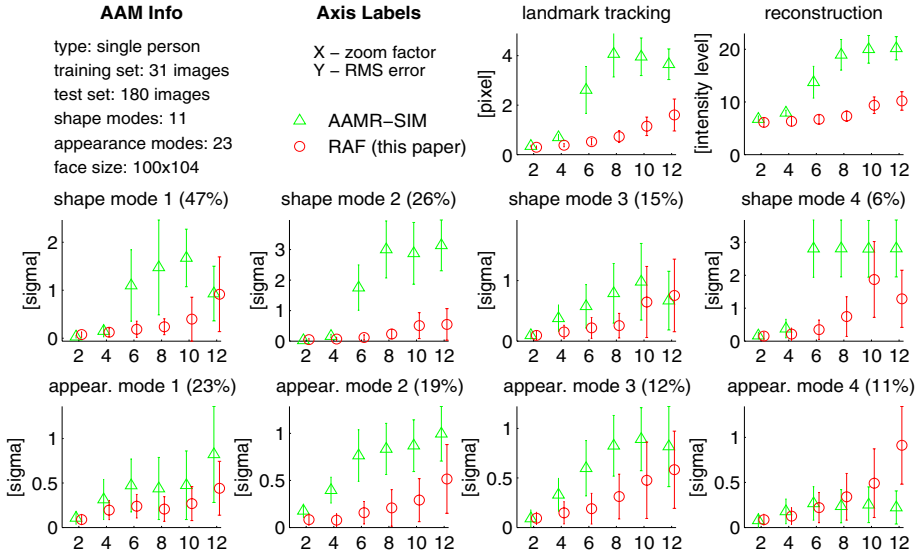 AAM Info
type: single person
training set: 31 images
test set: 180 images
shape modes: 11
appearance modes: 23
face size: 100x104
Axis Labels
X – zoom factor
Y – RMS error
AAMR–SIM
RAF (this paper)
landmark tracking
[pixel]
4
2
0
2 4 6 8 10 12
reconstruction
[intensity level]
20
10
0
2 4 6 8 10 12
shape mode 1 (47%)
[sigma]
2
1
0
2 4 6 8 10 12
shape mode 2 (26%)
[sigma]
3
2
1
0
2 4 6 8 10 12
shape mode 3 (15%)
[sigma]
1
0
2 4 6 8 10 12
shape mode 4 (6%)
[sigma]
3
2
1
0
2 4 6 8 10 12
appear. mode 1 (23%)
[sigma]
1
0.5
0
2 4 6 8 10 12
appear. mode 2 (19%)
[sigma]
1
0.5
0
2 4 6 8 10 12
appear. mode 3 (12%)
[sigma]
1
0.5
0
2 4 6 8 10 12
appear. mode 4 (11%)
[sigma]
1
0.5
0
2 4 6 8 10 12